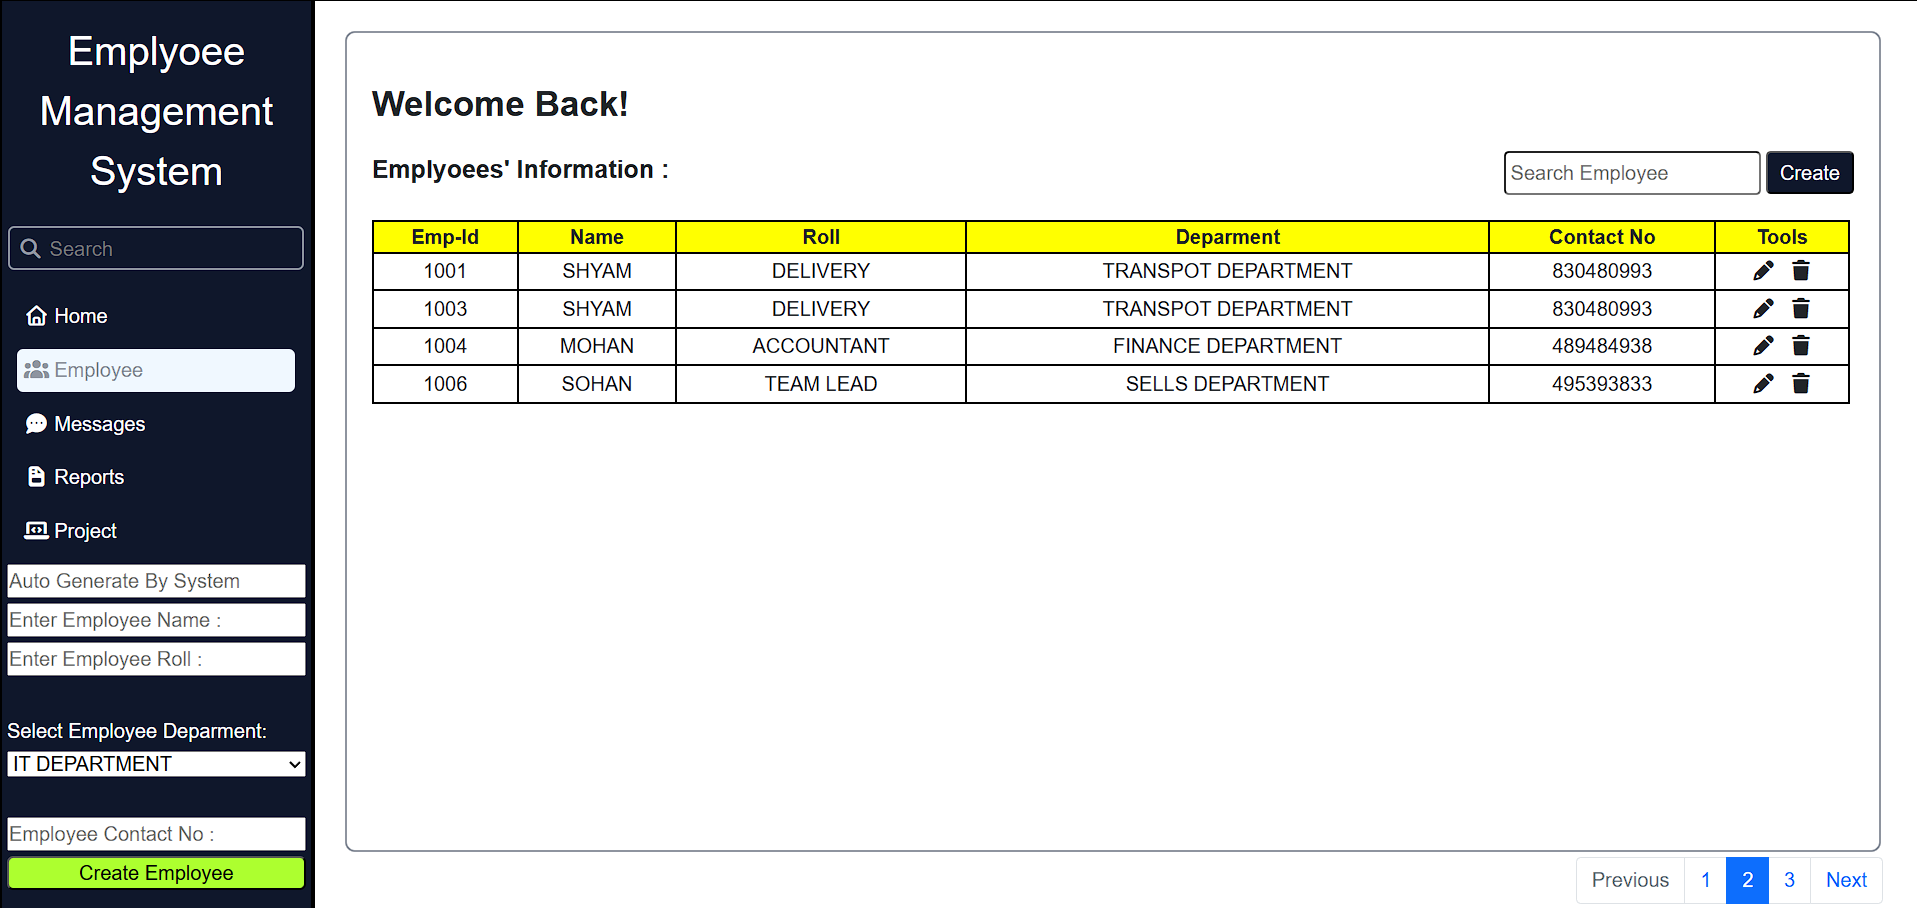 Emplyoee
Management
System
Search
Home
Employee
Messages
Reports
Project
Auto Generate By System
Enter Employee Name :
Enter Employee Roll :
Select Employee Deparment:
IT DEPARTMENT
Employee Contact No :
Create Employee
Welcome Back!
Emplyoees' Information :
Search Employee Create
Emp-Id Name Roll Deparment Contact No Tools
1001 SHYAM DELIVERY TRANSPOT DEPARTMENT 830480993
1003 SHYAM DELIVERY TRANSPOT DEPARTMENT 830480993
1004 MOHAN ACCOUNTANT FINANCE DEPARTMENT 489484938
1006 SOHAN TEAM LEAD SELLS DEPARTMENT 495393833
Previous 1 2 3 Next